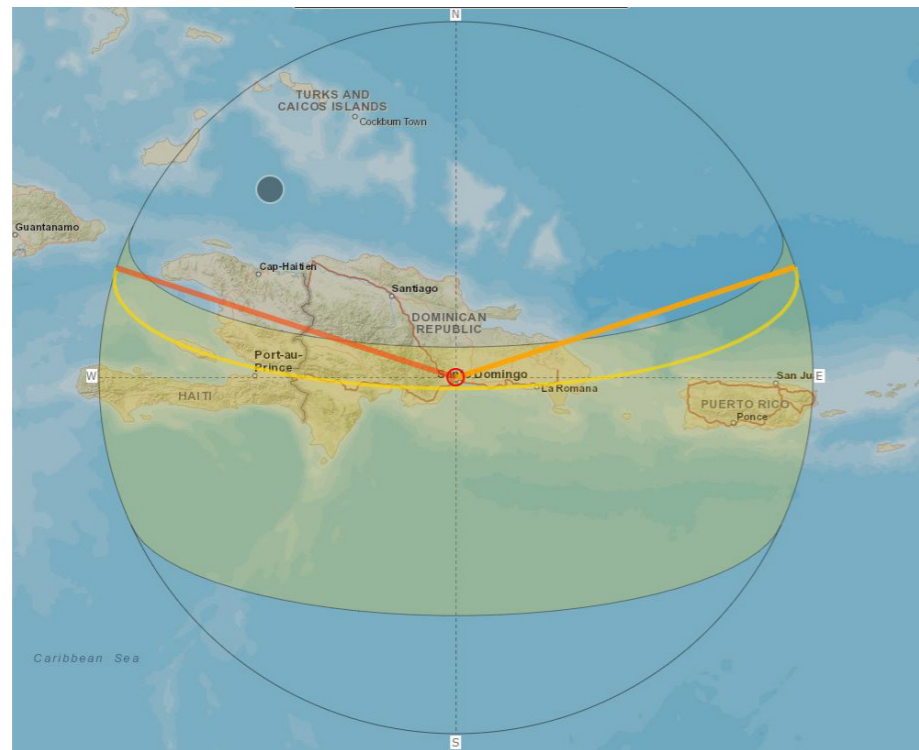 N
TURKS AND
CAICOS ISLANDS
Cockburn Town
Guantanamo
Cap-Haitien
Santiago
DOMINICAN
REPUBLIC
Port-au-
Prince
W
Domingo
San Ju
E
La Romana
HAITI
PUERTO RICO
Ponce
Caribbean Sea
S